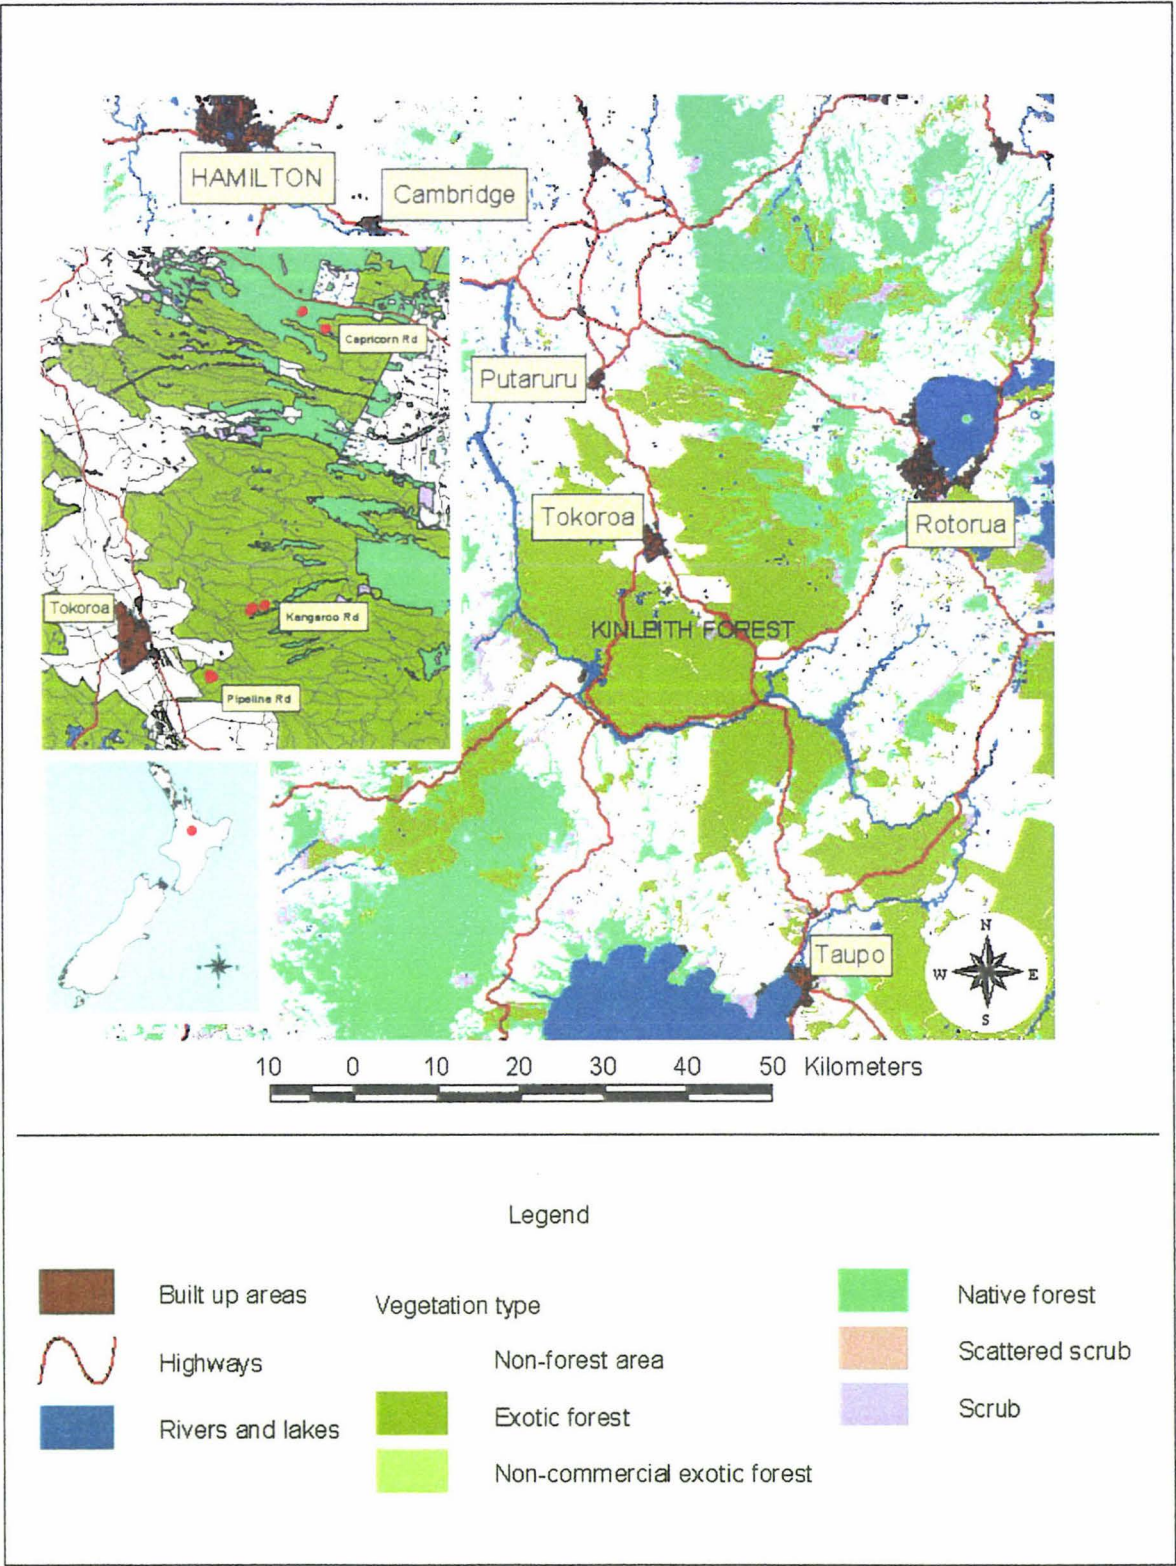 HAMILTON
Cambridge
Capricorn Rd
Putaruru
Tokoroa
Rotorua
Tokoroa
Kangaroo Rd
KINLEITH FOREST
Pipeline Rd
Taupo
N
W E
S
10 0 10 20 30 40 50 Kilometers
Legend
Built up areas
Highways
Rivers and lakes
Vegetation type
Non-forest area
Exotic forest
Non-commercial exotic forest
Native forest
Scattered scrub
Scrub